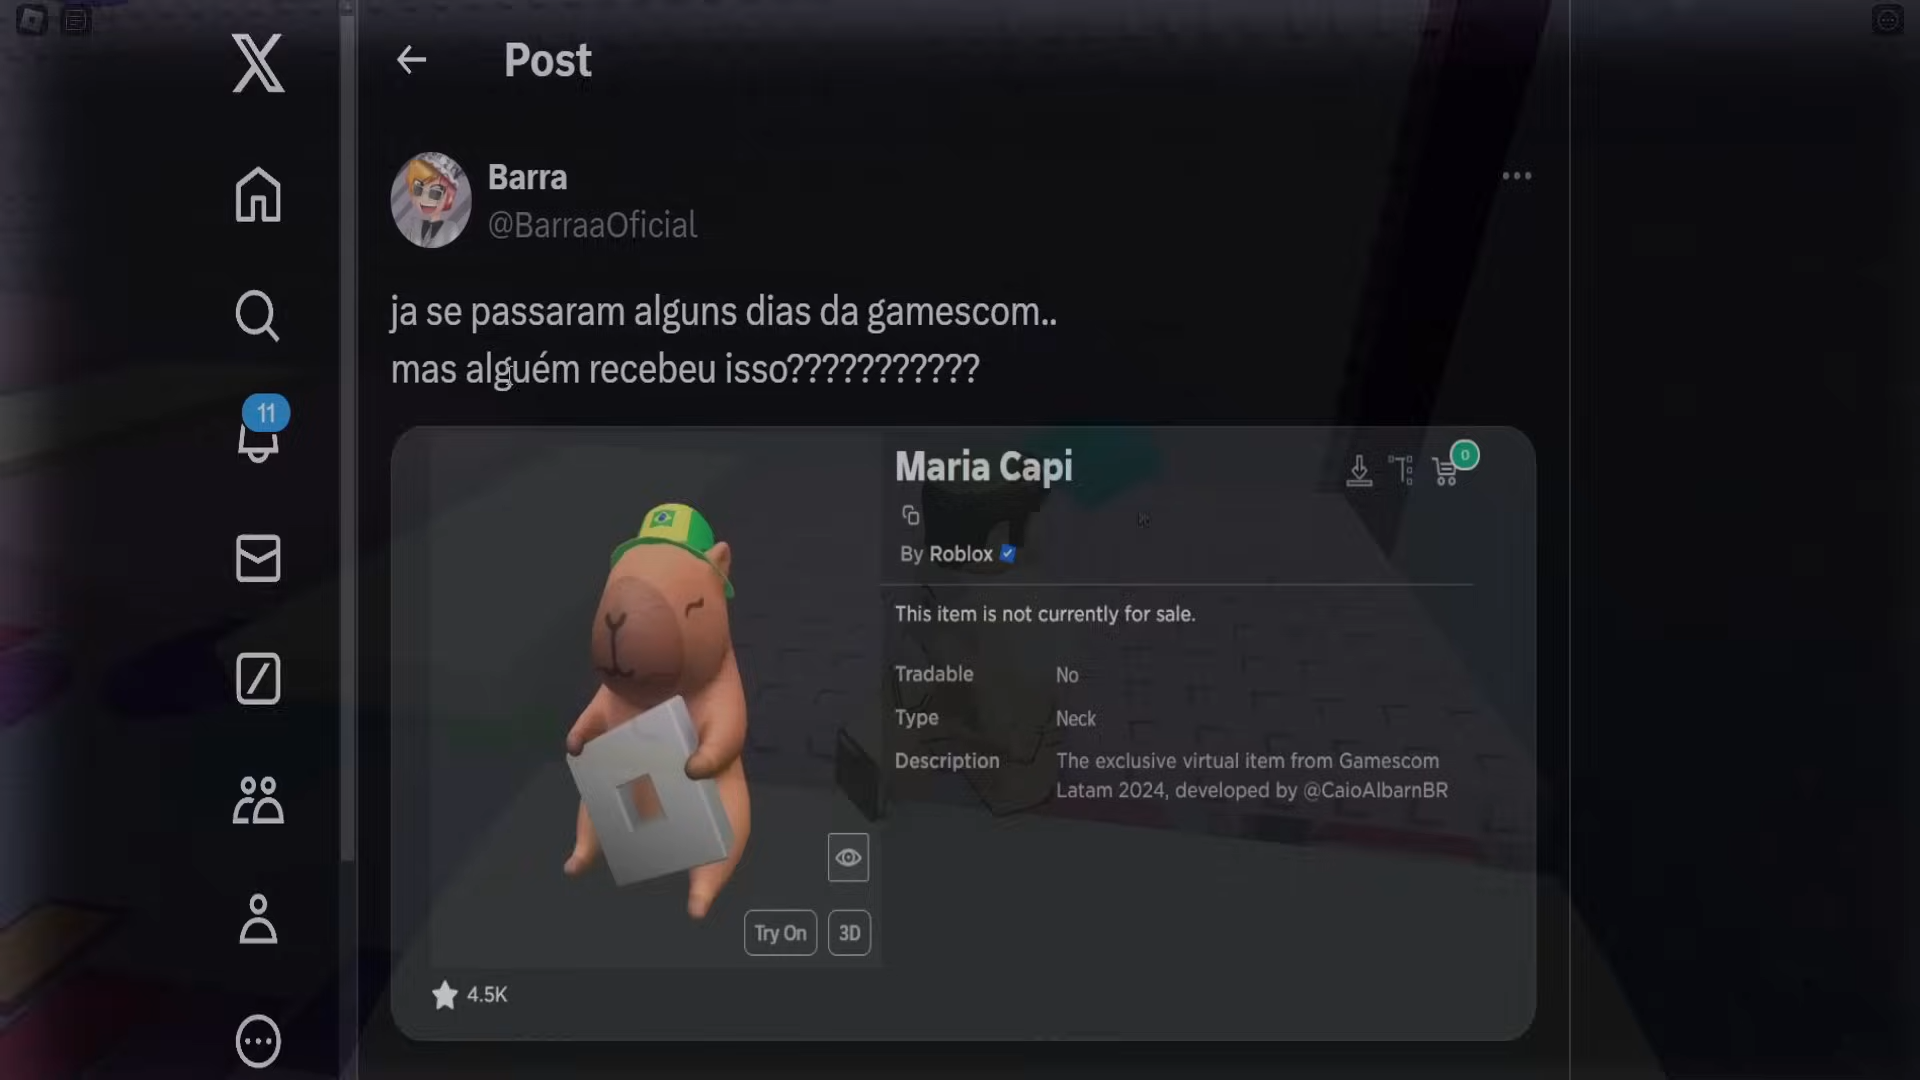 Post
Barra
@BarraaOficial
ja se passaram alguns dias da gamescom..
mas alguém recebeu isso???????????
11
Maria Capi
0
By Roblox
This item is not currently for sale.
Tradable No
Type Neck
Description The exclusive virtual item from Gamescom
Latam 2024, developed by @CaioAlbarnBR
Try On 3D
4.5K